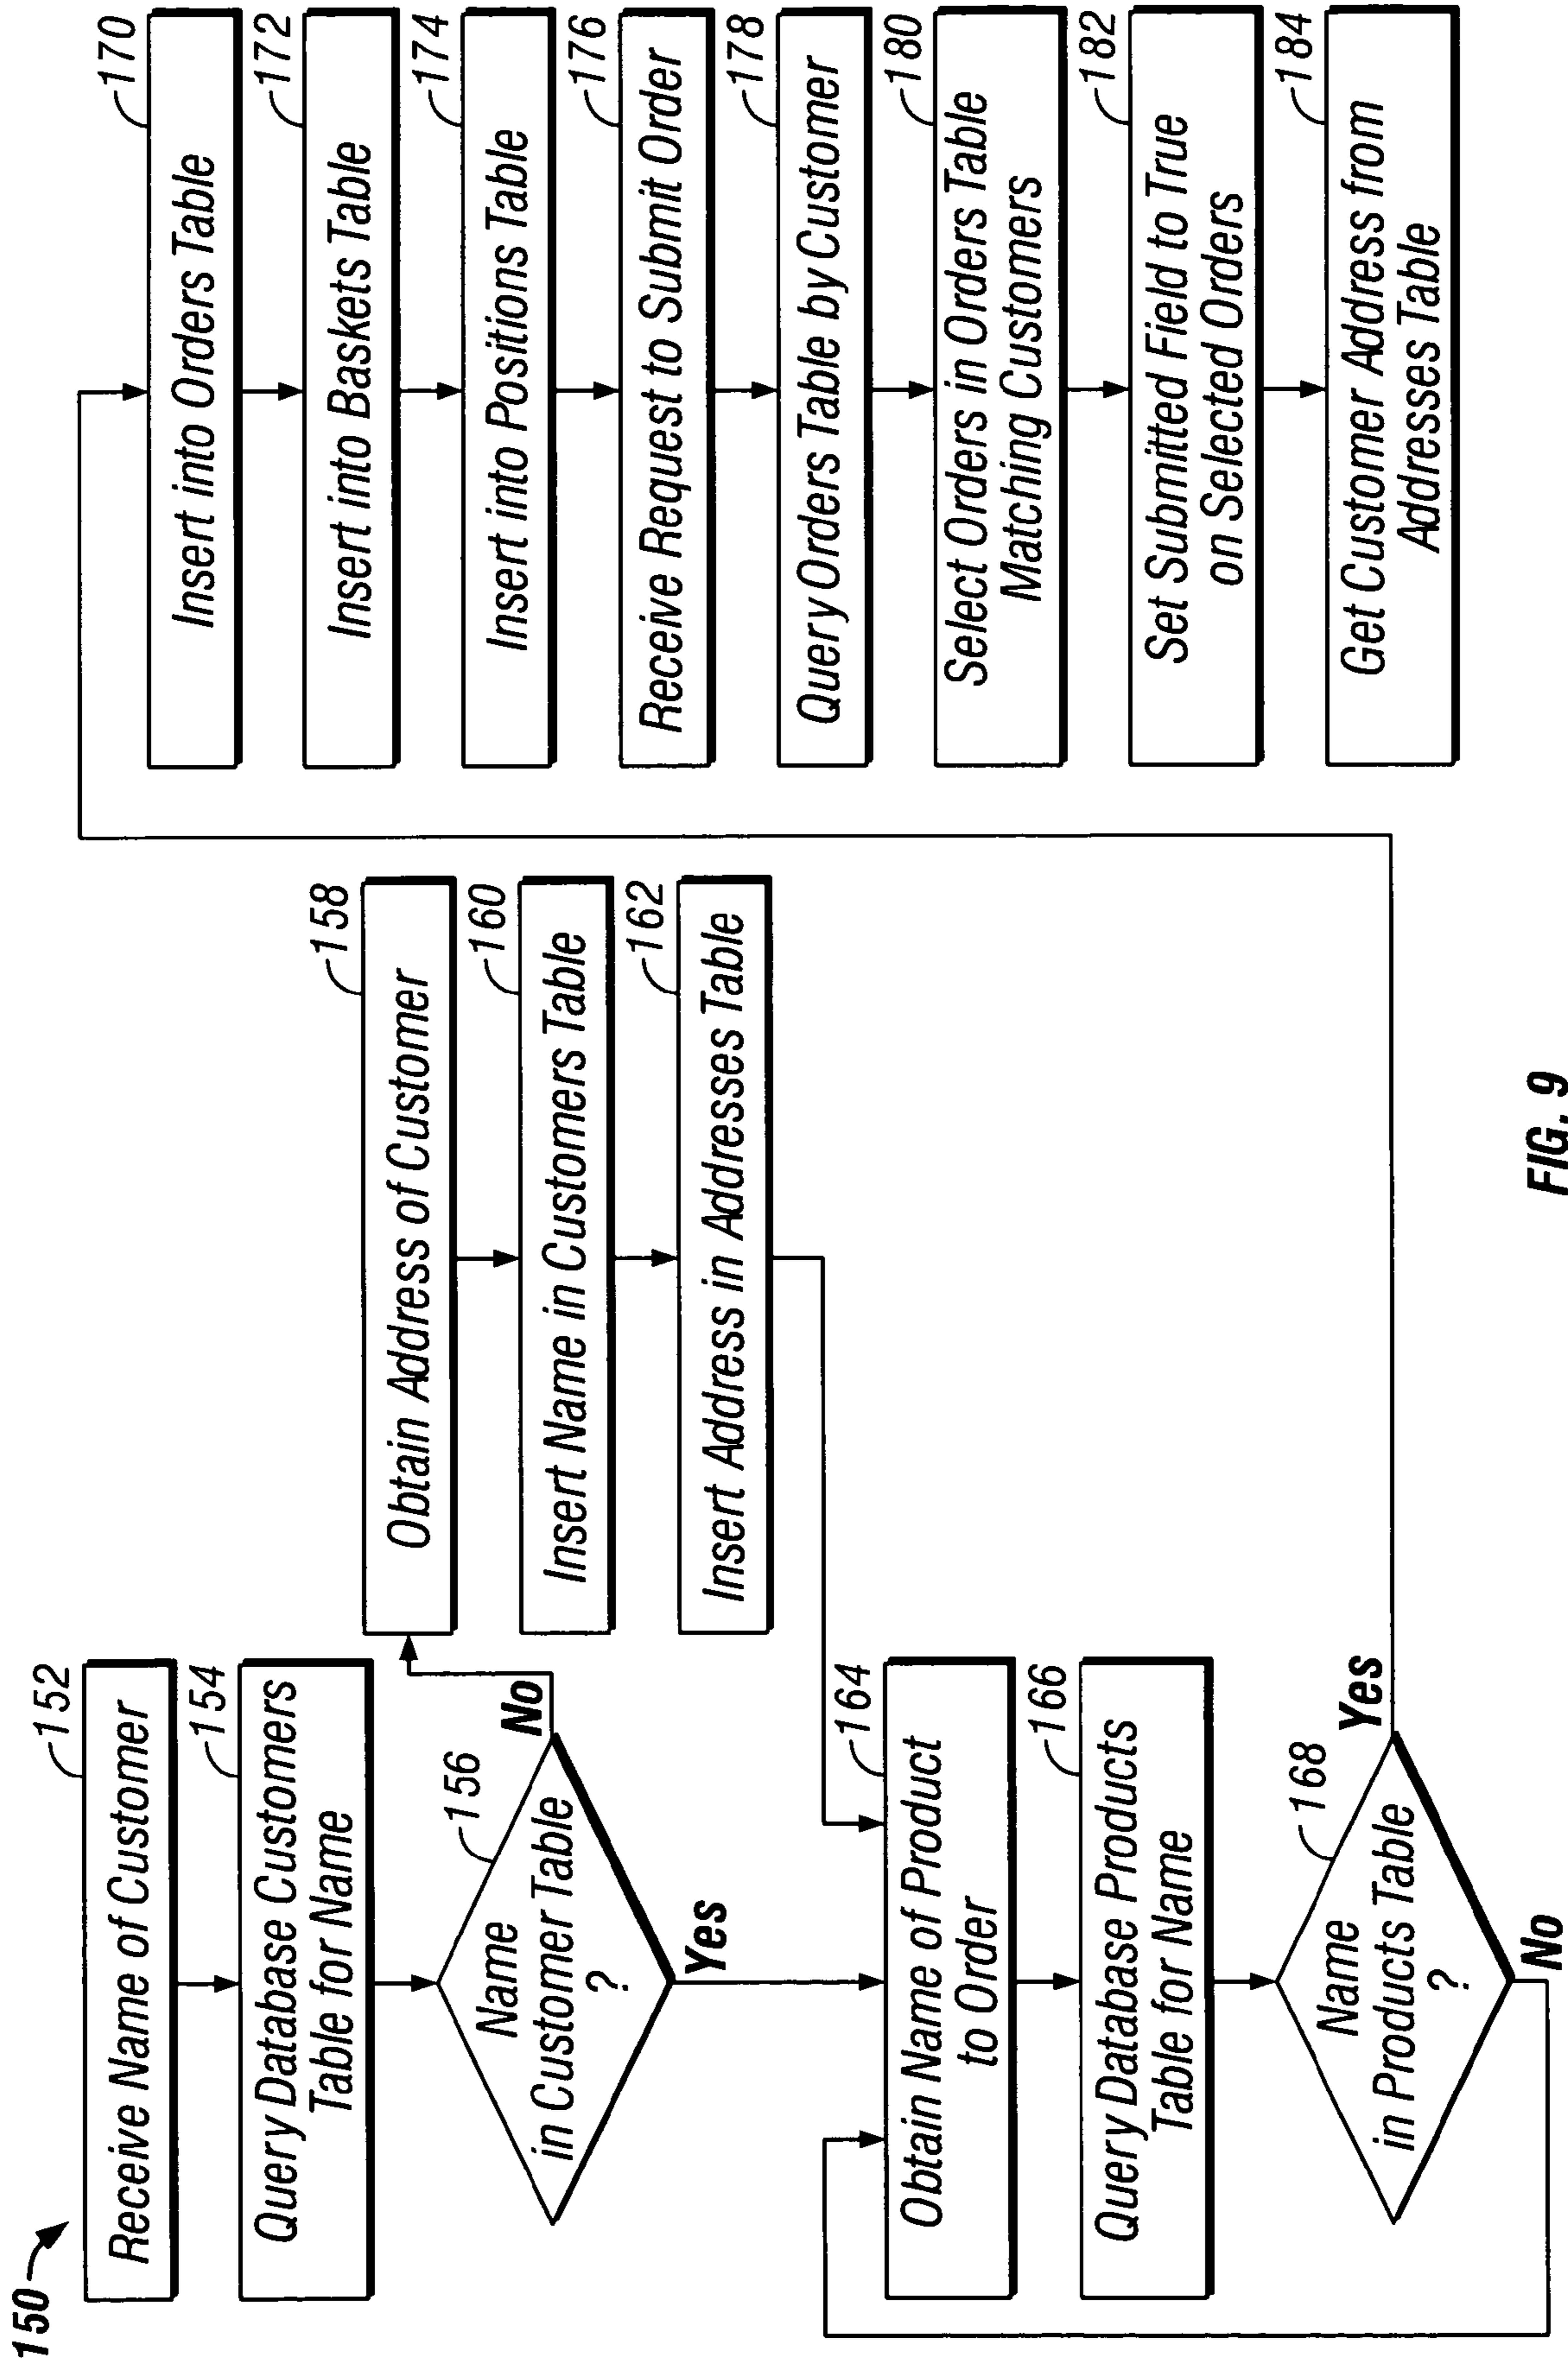 150
152
Receive Name of Customer
154
Query Database Customers
Table for Name
156
Name
in Customer Table
?
No
Yes
158
Obtain Address of Customer
160
Insert Name in Customers Table
162
Insert Address in Addresses Table
164
Obtain Name of Product
to Order
166
Query Database Products
Table for Name
168
Name
in Products Table
?
Yes
No
170
Insert into Orders Table
172
Insert into Baskets Table
174
Insert into Positions Table
176
Receive Request to Submit Order
178
Query Orders Table by Customer
180
Select Orders in Orders Table
Matching Customers
182
Set Submitted Field to True
on Selected Orders
184
Get Customer Address from
Addresses Table
FIG. 9